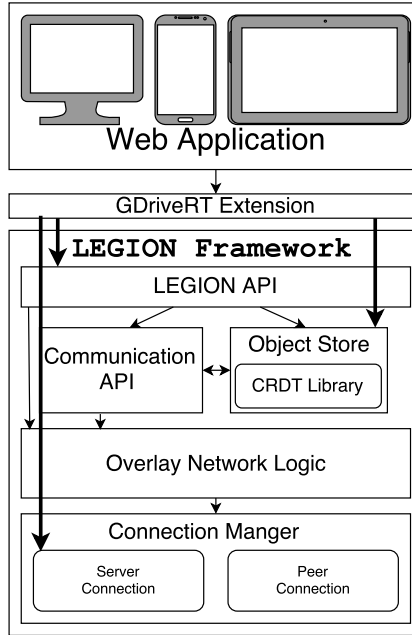 Web Application
GDriveRT Extension
LEGION Framework
LEGION API
Communication
API
Object Store
CRDT Library
Overlay Network Logic
Connection Manger
Server
Connection
Peer
Connection